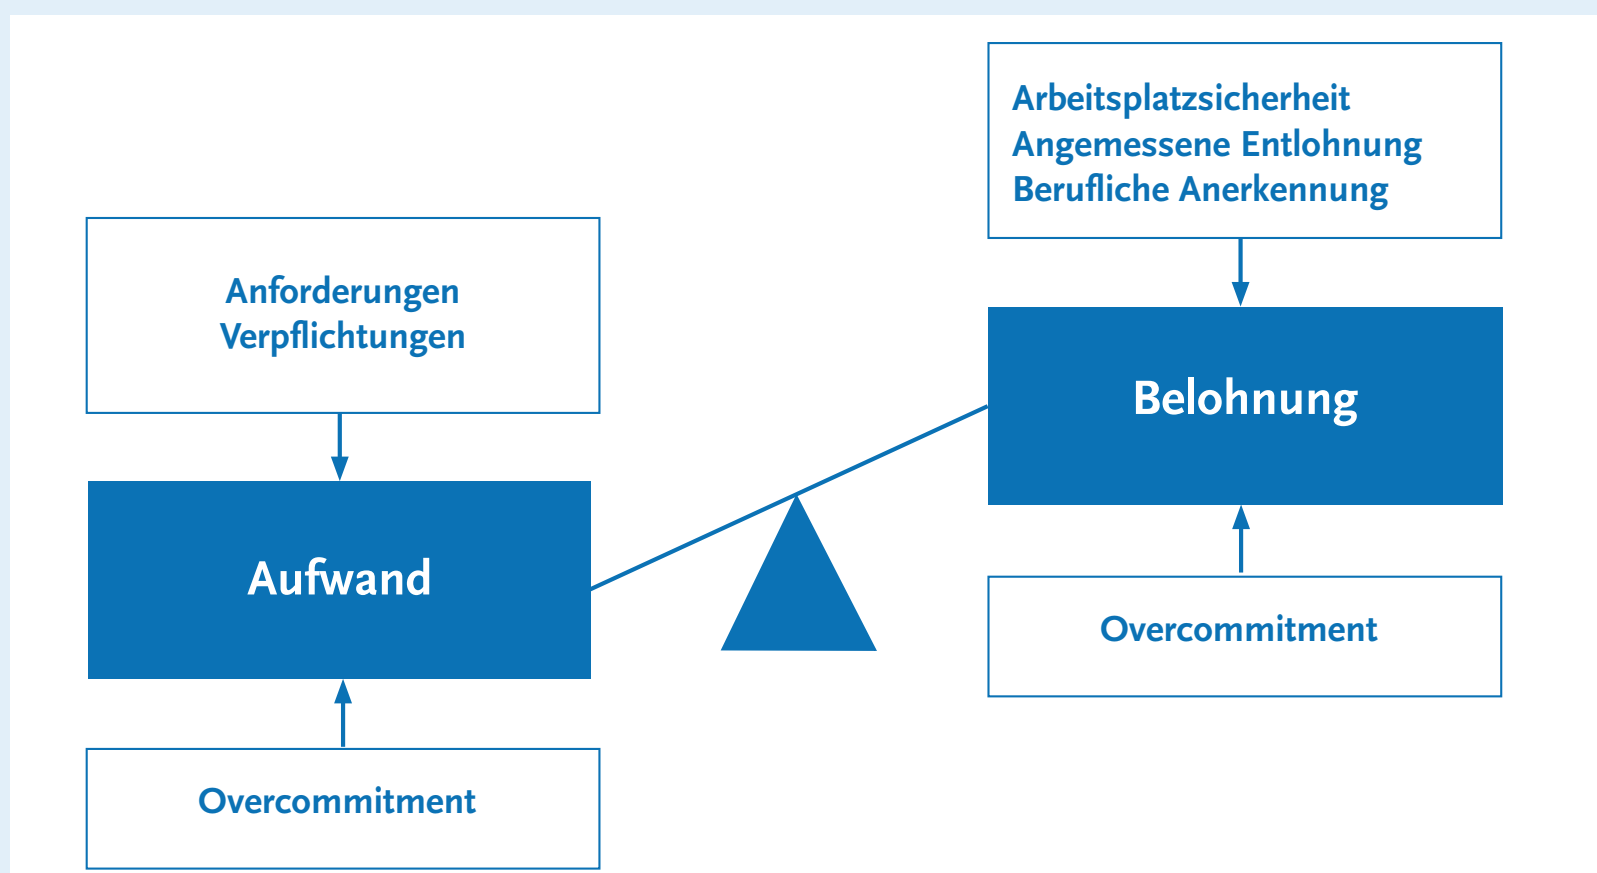 Anforderungen
Verpflichtungen
Aufwand
Overcommitment
Arbeitsplatzsicherheit
Angemessene Entlohnung
Berufliche Anerkennung
Belohnung
Overcommitment